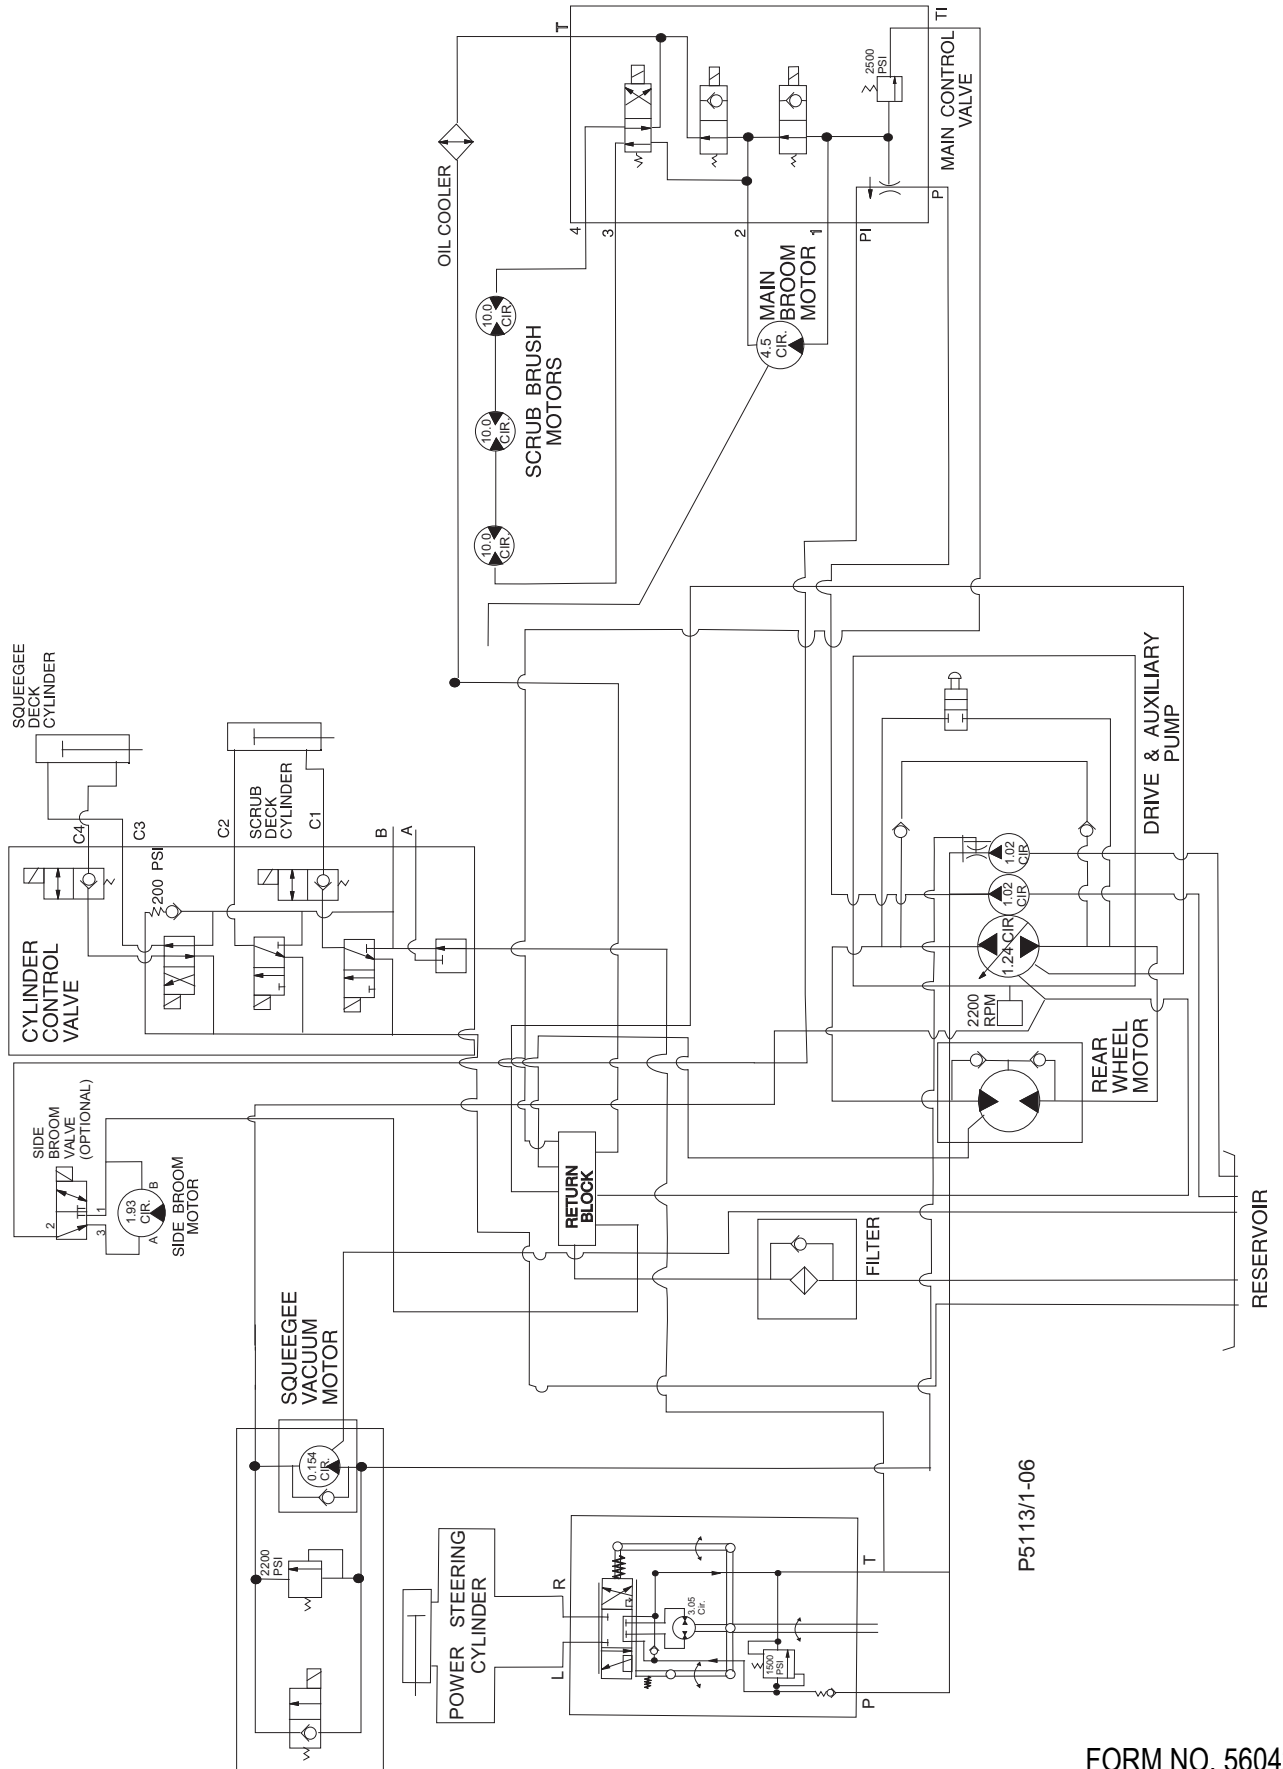 SQUEEGEE
DECK
CYLINDER
SCRUB
DECK
CYLINDER
C4
C3
C2
C1
B
A
200 PSI
CYLINDER
CONTROL
VALVE
SIDE
BROOM
VALVE
(OPTIONAL)
2
3
1
1.93
CIR.
A
B
SIDE BROOM
MOTOR
SQUEEGEE
VACUUM
MOTOR
0.154
CIR.
2200
PSI
POWER STEERING
CYLINDER
L
R
3.05
Cir.
1500
PSI
P
T
P5113/1-06
OIL COOLER
10.0
CIR
10.0
CIR.
10.0
CIR.
SCRUB BRUSH
MOTORS
MAIN
BROOM
MOTOR
4.5
CIR.
T
TI
4
3
2
1
PI
P
2500
PSI
MAIN CONTROL
VALVE
DRIVE & AUXILIARY
PUMP
1.02
CIR
1.02
CIR
1.24 CIR
2200
RPM
REAR
WHEEL
MOTOR
RETURN
BLOCK
FILTER
RESERVOIR
FORM NO. 5604